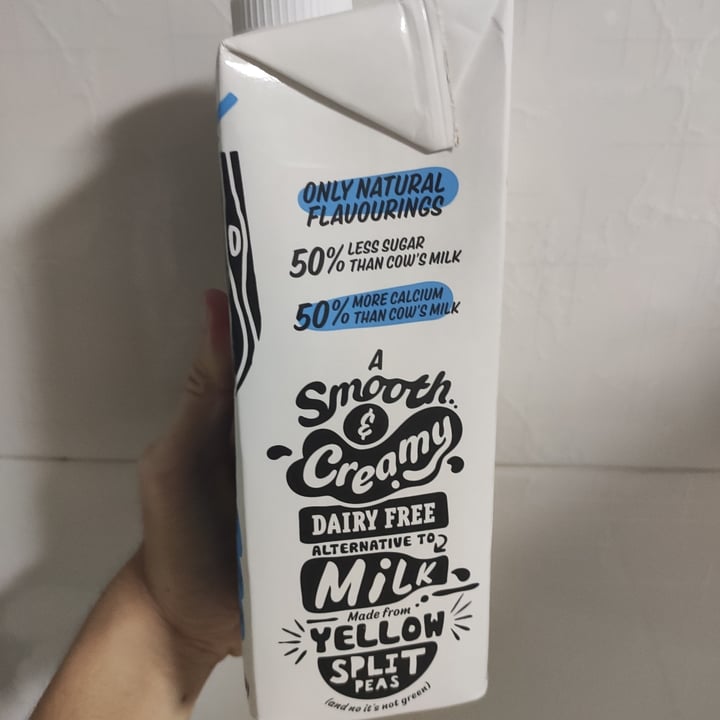 ONLY NATURAL
FLAVOURINGS
50% LESS SUGAR
THAN COW'S MILK
50% MORE CALCIUM
THAN COW'S MILK
A
Smooth
&
Creamy
DAIRY FREE
ALTERNATIVE TO
MiLK
Made from
YELLOW
SPLIT
PEAS
(and no it's not green)